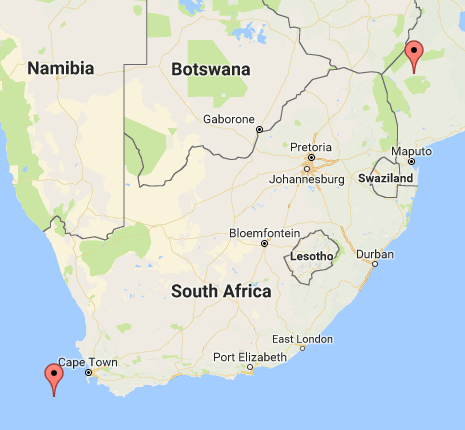 Namibia
Botswana
Gaborone
Pretoria
Johannesburg
Maputo
Swaziland
Bloemfontein
Lesotho
Durban
South Africa
East London
Port Elizabeth
Cape Town